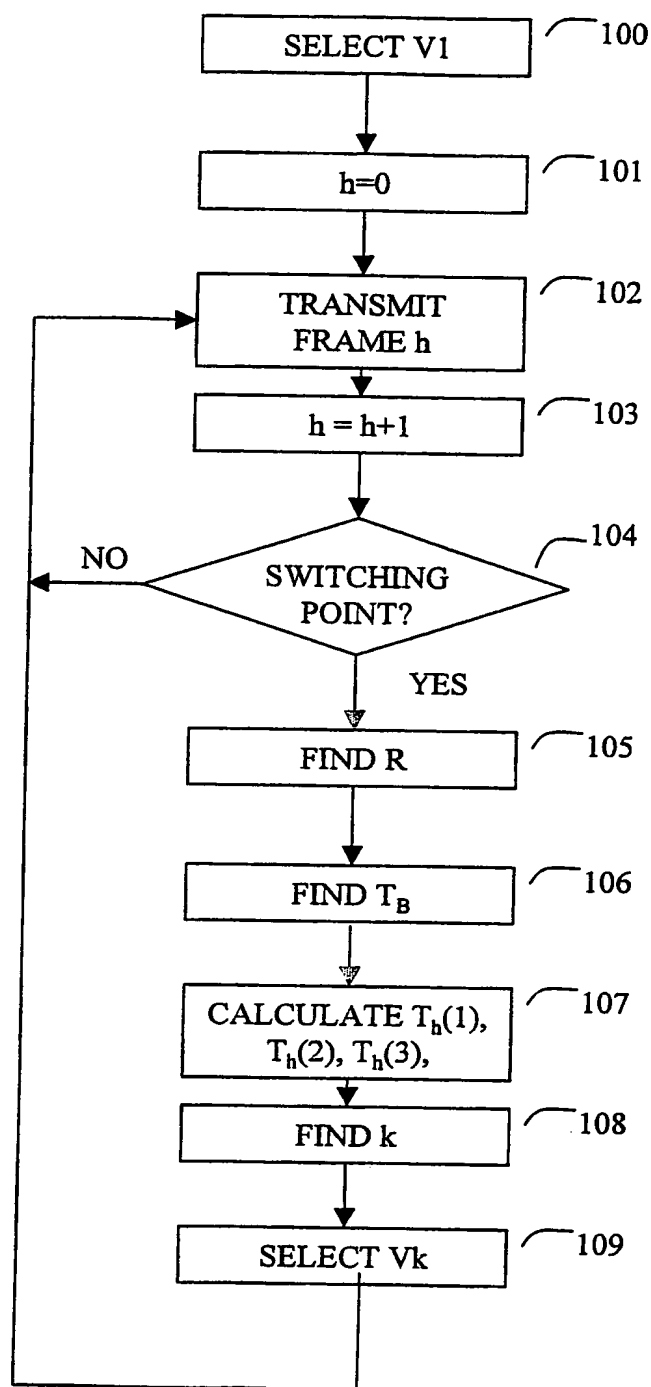 SELECT V1
100
h=0
101
TRANSMIT
FRAME h
102
h = h+1
103
SWITCHING
POINT?
104
NO
YES
FIND R
105
FIND T_B
106
CALCULATE T_h(1),
T_h(2), T_h(3),
107
FIND k
108
SELECT Vk
109